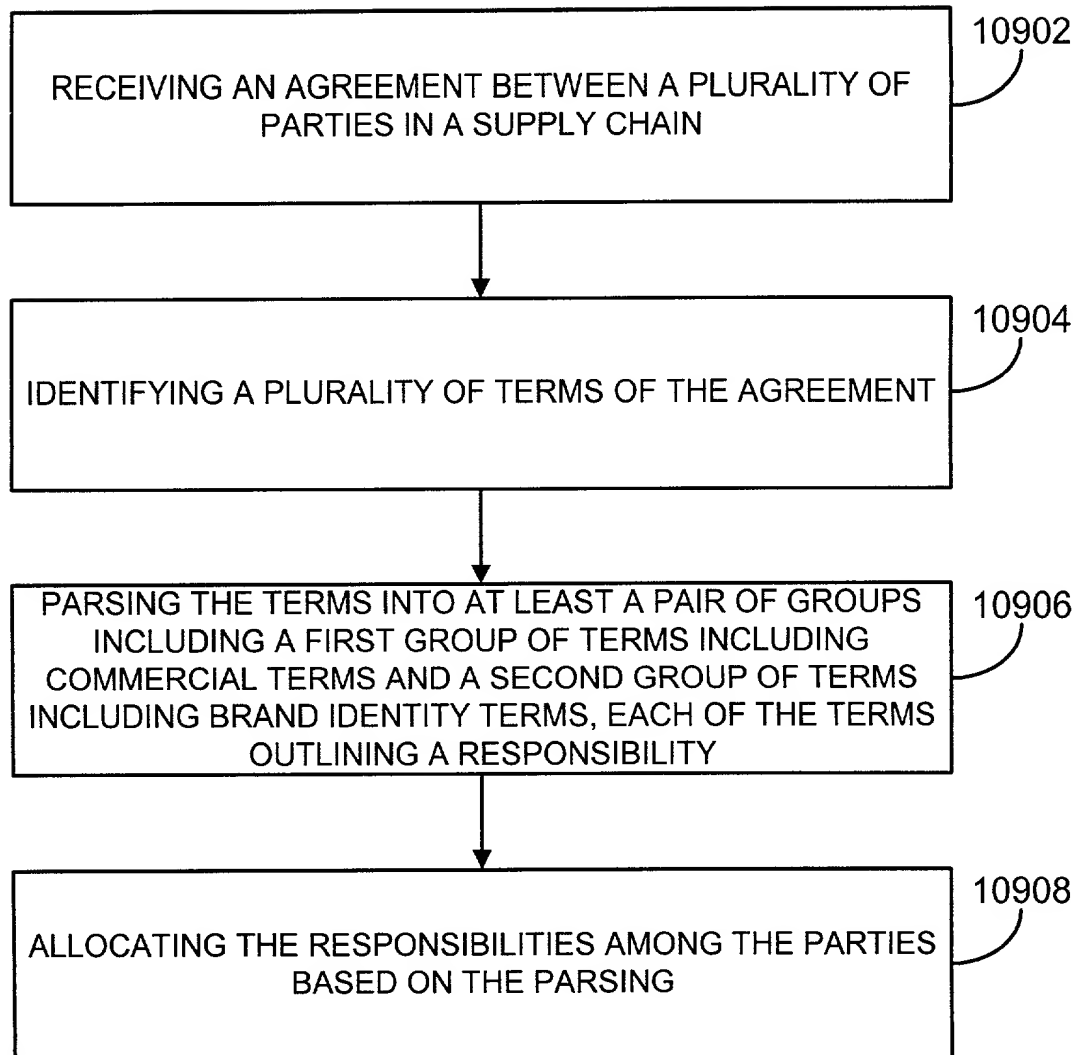 10902
RECEIVING AN AGREEMENT BETWEEN A PLURALITY OF
PARTIES IN A SUPPLY CHAIN
10904
IDENTIFYING A PLURALITY OF TERMS OF THE AGREEMENT
10906
PARSING THE TERMS INTO AT LEAST A PAIR OF GROUPS
INCLUDING A FIRST GROUP OF TERMS INCLUDING
COMMERCIAL TERMS AND A SECOND GROUP OF TERMS
INCLUDING BRAND IDENTITY TERMS, EACH OF THE TERMS
OUTLINING A RESPONSIBILITY
10908
ALLOCATING THE RESPONSIBILITIES AMONG THE PARTIES
BASED ON THE PARSING